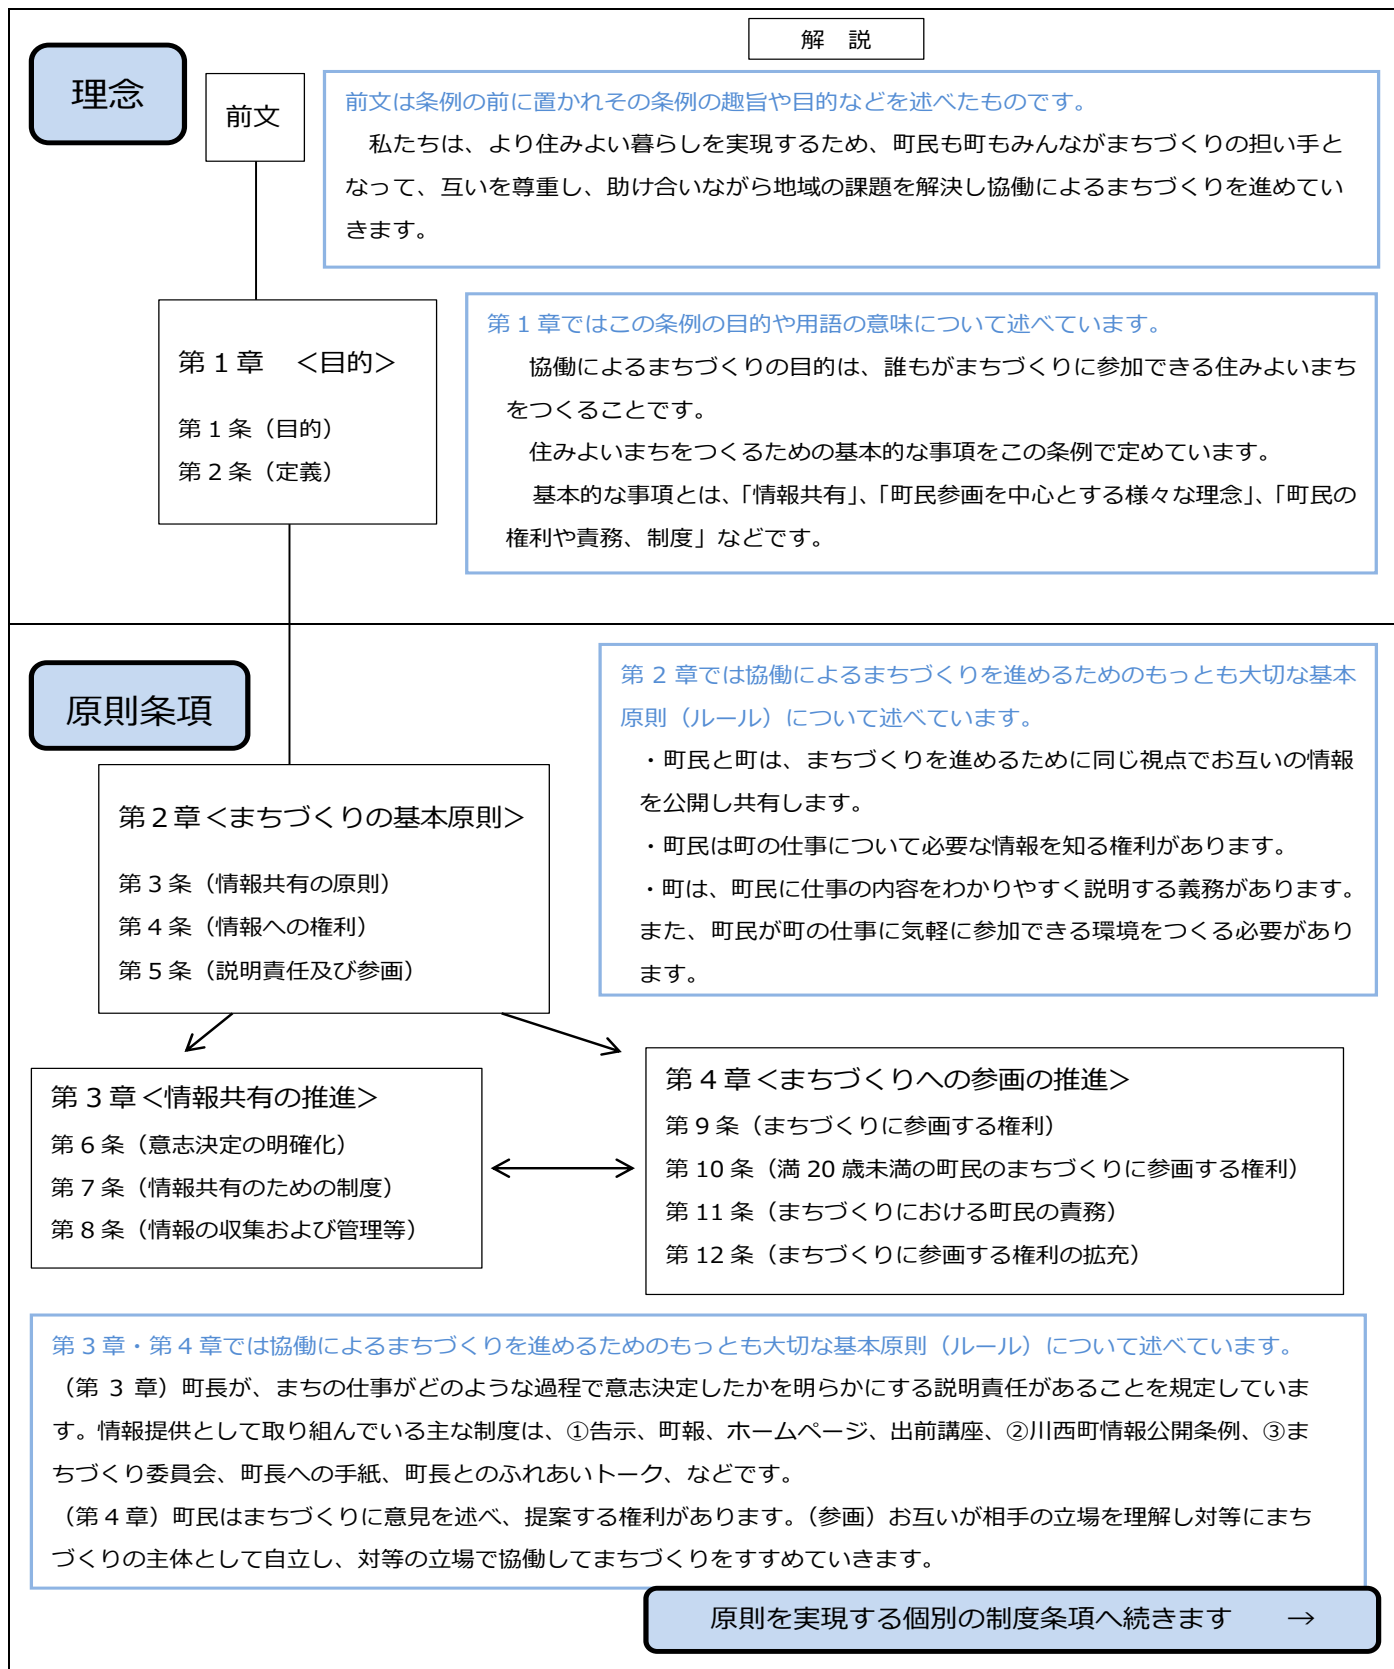 解　説
理念
前文
前文は条例の前に置かれその条例の趣旨や目的などを述べたものです。
私たちは、より住みよい暮らしを実現するため、町民も町もみんながまちづくりの担い手と
なって、互いを尊重し、助け合いながら地域の課題を解決し協働によるまちづくりを進めてい
きます。
第１章　＜目的＞
第１条（目的）
第２条（定義）
第１章ではこの条例の目的や用語の意味について述べています。
協働によるまちづくりの目的は、誰もがまちづくりに参加できる住みよいまち
をつくることです。
住みよいまちをつくるための基本的な事項をこの条例で定めています。
基本的な事項とは、「情報共有」、「町民参画を中心とする様々な理念」、「町民の
権利や責務、制度」などです。
原則条項
第２章＜まちづくりの基本原則＞
第３条（情報共有の原則）
第４条（情報への権利）
第５条（説明責任及び参画）
第２章では協働によるまちづくりを進めるためのもっとも大切な基本
原則（ルール）について述べています。
・町民と町は、まちづくりを進めるために同じ視点でお互いの情報
を公開し共有します。
・町民は町の仕事について必要な情報を知る権利があります。
・町は、町民に仕事の内容をわかりやすく説明する義務があります。
また、町民が町の仕事に気軽に参加できる環境をつくる必要があり
ます。
第３章＜情報共有の推進＞
第６条（意志決定の明確化）
第７条（情報共有のための制度）
第８条（情報の収集および管理等）
第４章＜まちづくりへの参画の推進＞
第９条（まちづくりに参画する権利）
第 10 条（満 20 歳未満の町民のまちづくりに参画する権利）
第 11 条（まちづくりにおける町民の責務）
第 12 条（まちづくりに参画する権利の拡充）
第３章・第４章では協働によるまちづくりを進めるためのもっとも大切な基本原則（ルール）について述べています。
（第３章）町長が、まちの仕事がどのような過程で意志決定したかを明らかにする説明責任があることを規定していま
す。情報提供として取り組んでいる主な制度は、①告示、町報、ホームページ、出前講座、②川西町情報公開条例、③ま
ちづくり委員会、町長への手紙、町長とのふれあいトーク、などです。
（第４章）町民はまちづくりに意見を述べ、提案する権利があります。（参画）お互いが相手の立場を理解し対等にまち
づくりの主体として自立し、対等の立場で協働してまちづくりをすすめていきます。
原則を実現する個別の制度条項へ続きます　→